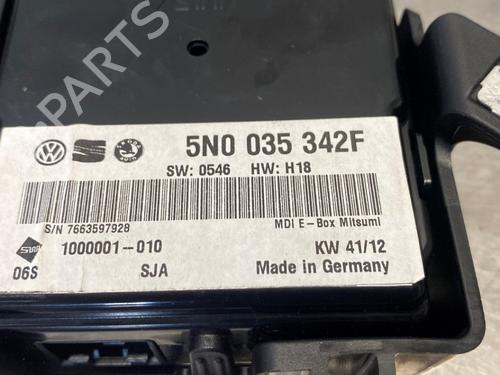 5N0 035 342F
SW: 0546 HW: H18
S/N 7663597928
MDI E-Box Mitsumi
1000001-010
KW 41/12
06S
SJA
Made in Germany
B-PARTS